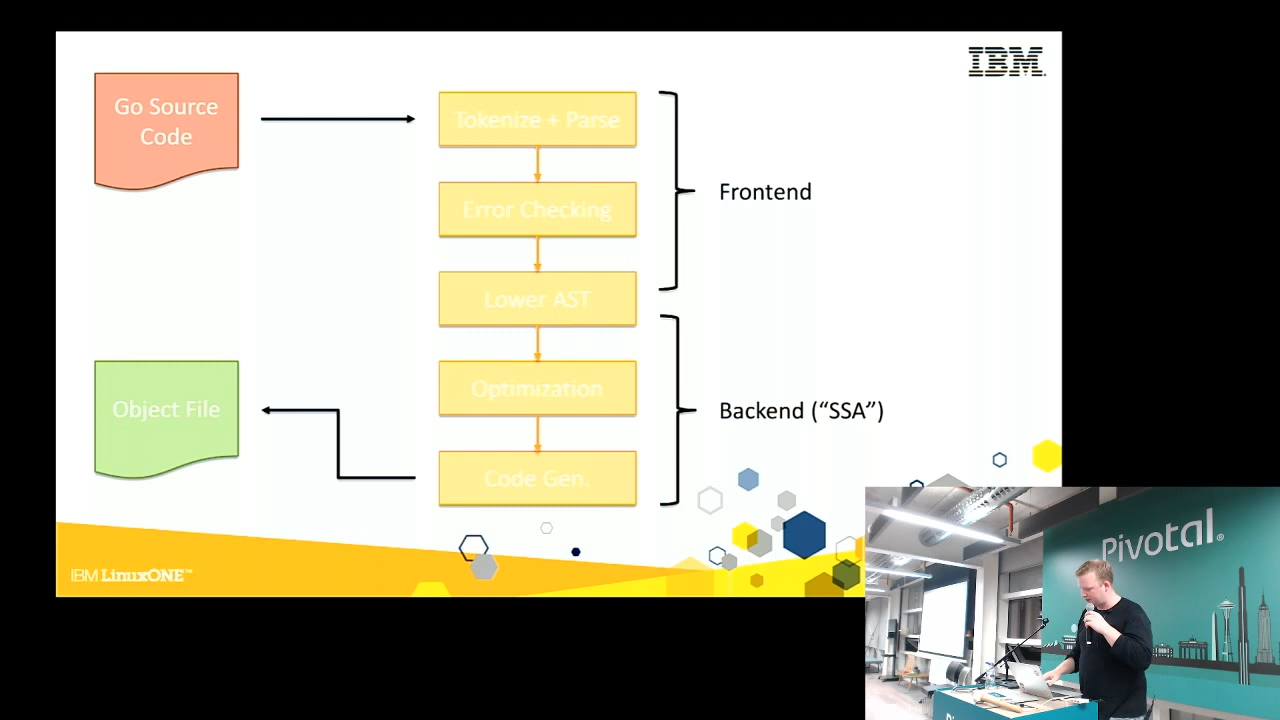 IBM
Go Source
Code
Tokenize + Parse
Error Checking
Frontend
Lower AST
Optimization
Object File
Backend (“SSA”)
Code Gen.
IBM LinuxONE™
Pivotal®